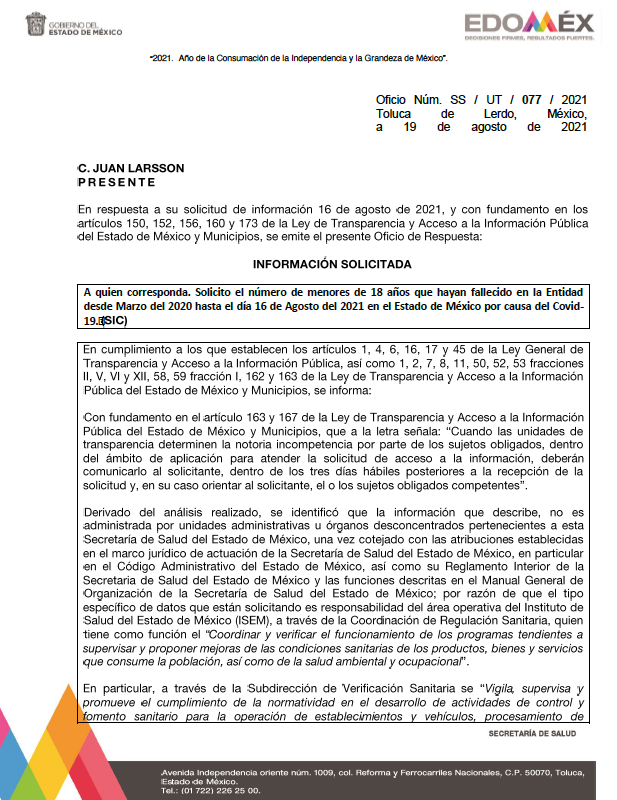 GOBIERNO DEL
ESTADO DE MÉXICO
EDOMÉX
DECISIONES FIRMES, RESULTADOS FUERTES.
“2021. Año de la Consumación de la Independencia y la Grandeza de México”.
Oficio Núm. SS / UT / 077 / 2021
Toluca de Lerdo, México,
a 19 de agosto de 2021
C. JUAN LARSSON
P R E S E N T E
En respuesta a su solicitud de información 16 de agosto de 2021, y con fundamento en los
artículos 150, 152, 156, 160 y 173 de la Ley de Transparencia y Acceso a la Información Pública
del Estado de México y Municipios, se emite el presente Oficio de Respuesta:
INFORMACIÓN SOLICITADA
A quien corresponda. Solicito el número de menores de 18 años que hayan fallecido en la Entidad
desde Marzo del 2020 hasta el día 16 de Agosto del 2021 en el Estado de México por causa del Covid-
19. (SIC)
En cumplimiento a los que establecen los artículos 1, 4, 6, 16, 17 y 45 de la Ley General de
Transparencia y Acceso a la Información Pública, así como 1, 2, 7, 8, 11, 50, 52, 53 fracciones
II, V, VI y XII, 58, 59 fracción I, 162 y 163 de la Ley de Transparencia y Acceso a la Información
Pública del Estado de México y Municipios, se informa:
Con fundamento en el artículo 163 y 167 de la Ley de Transparencia y Acceso a la Información
Pública del Estado de México y Municipios, que a la letra señala: “Cuando las unidades de
transparencia determinen la notoria incompetencia por parte de los sujetos obligados, dentro
del ámbito de aplicación para atender la solicitud de acceso a la información, deberán
comunicarlo al solicitante, dentro de los tres días hábiles posteriores a la recepción de la
solicitud y, en su caso orientar al solicitante, el o los sujetos obligados competentes”.
Derivado del análisis realizado, se identificó que la información que describe, no es
administrada por unidades administrativas u órganos desconcentrados pertenecientes a esta
Secretaría de Salud del Estado de México, una vez cotejado con las atribuciones establecidas
en el marco jurídico de actuación de la Secretaría de Salud del Estado de México, en particular
en el Código Administrativo del Estado de México, así como su Reglamento Interior de la
Secretaria de Salud del Estado de México y las funciones descritas en el Manual General de
Organización de la Secretaría de Salud del Estado de México; por razón de que el tipo
específico de datos que están solicitando es responsabilidad del área operativa del Instituto de
Salud del Estado de México (ISEM), a través de la Coordinación de Regulación Sanitaria, quien
tiene como función el “Coordinar y verificar el funcionamiento de los programas tendientes a
supervisar y proponer mejoras de las condiciones sanitarias de los productos, bienes y servicios
que consume la población, así como de la salud ambiental y ocupacional”.
En particular, a través de la Subdirección de Verificación Sanitaria se “Vigila, supervisa y
promueve el cumplimiento de la normatividad en el desarrollo de actividades de control y
fomento sanitario para la operación de establecimientos y vehículos, procesamiento de
SECRETARÍA DE SALUD
Avenida Independencia oriente núm. 1009, col. Reforma y Ferrocarriles Nacionales, C.P. 50070, Toluca,
Estado de México.
Tel.: (01 722) 226 25 00.